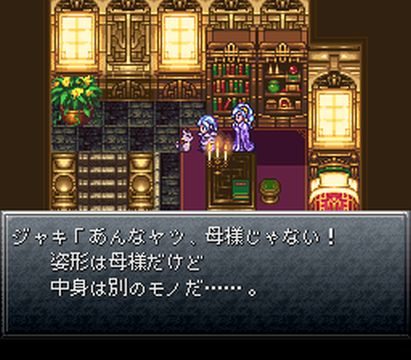 ジャキ「あんなヤツ、母様じゃない!
姿形は母様だけど
中身は別のモノだ……。